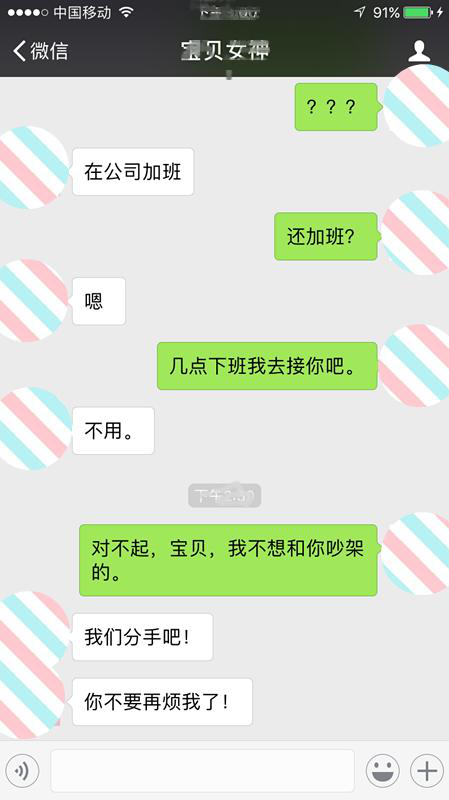 中国移动
91%
微信
宝贝女神
？？？
在公司加班
还加班？
嗯
几点下班我去接你吧。
不用。
下午
对不起，宝贝，我不想和你吵架
的。
我们分手吧！
你不要再烦我了！